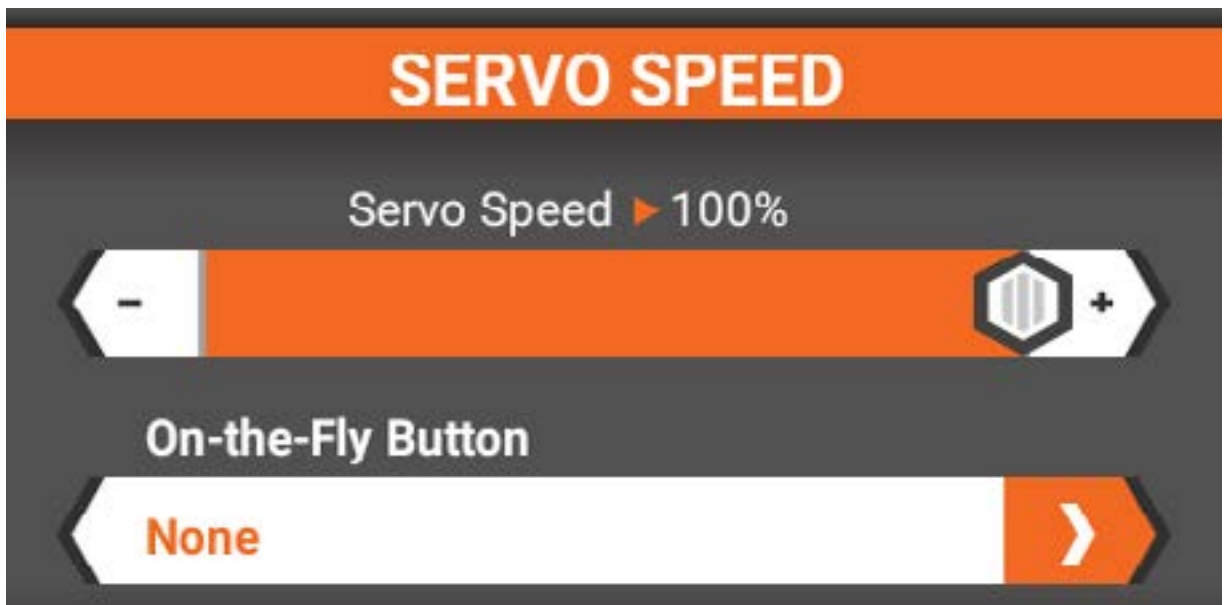 SERVO SPEED
Servo Speed ▶ 100%
- +
On-the-Fly Button
None